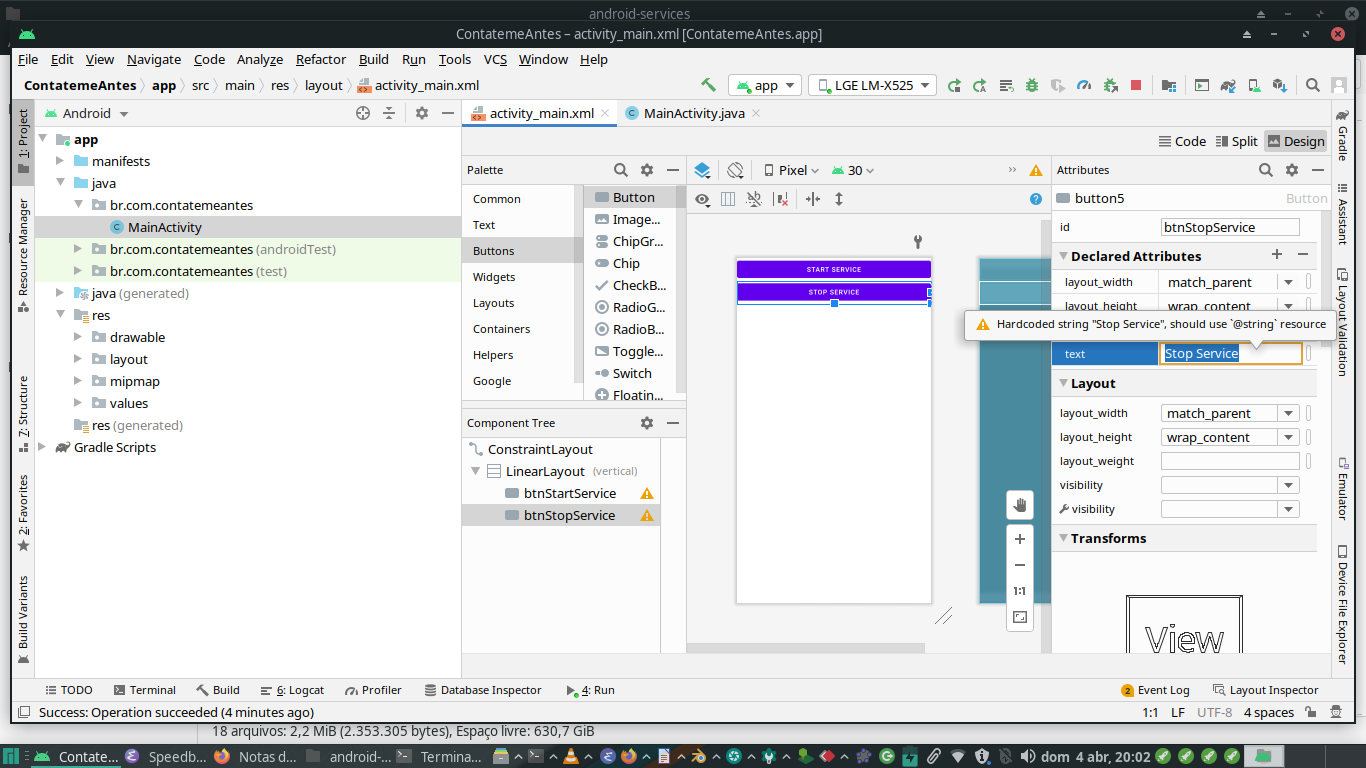 android-services
ContatemeAntes – activity_main.xml [ContatemeAntes.app]
File Edit View Navigate Code Analyze Refactor Build Run Tools VCS Window Help
ContatemeAntes app src main res layout activity_main.xml
app LGE LM-X525
1: Project
Resource Manager
7: Structure
2: Favorites
Build Variants
Android
app
manifests
java
br.com.contatemeantes
MainActivity
br.com.contatemeantes (androidTest)
br.com.contatemeantes (test)
java (generated)
res
drawable
layout
mipmap
values
res (generated)
Gradle Scripts
activity_main.xml MainActivity.java
Code Split Design
Palette
Common
Text
Buttons
Widgets
Layouts
Containers
Helpers
Google
Button
Image...
ChipGr...
Chip
CheckB...
RadioG...
RadioB...
Toggle...
Switch
Floatin...
Component Tree
ConstraintLayout
LinearLayout (vertical)
btnStartService
btnStopService
Pixel 30
START SERVICE
STOP SERVICE
1:1
Attributes
button5 Button
id btnStopService
Declared Attributes
layout_width match_parent
layout_height wrap_content
Hardcoded string "Stop Service", should use `@string` resource
text Stop Service
Layout
layout_width match_parent
layout_height wrap_content
layout_weight
visibility
visibility
Transforms
View
Gradle
Assistant
Layout Validation
Emulator
Device File Explorer
TODO Terminal Build 6: Logcat Profiler Database Inspector 4: Run 2 Event Log Layout Inspector
Success: Operation succeeded (4 minutes ago) 1:1 LF UTF-8 4 spaces
18 arquivos: 2,2 MiB (2.353.305 bytes), Espaço livre: 630,7 GiB
Contate... Speedb... Notas d... android-... Termina... dom 4 abr, 20:02